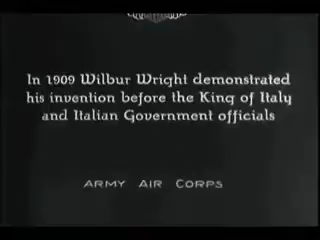 In 1909 Wilbur Wright demonstrated
his invention before the King of Italy
and Italian Government officials
ARMY AIR CORPS